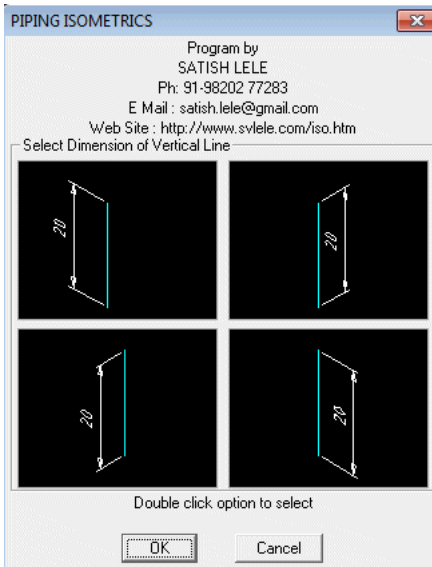 PIPING ISOMETRICS
Program by
SATISH LELE
Ph: 91-98202 77283
E Mail : satish.lele@gmail.com
Web Site : http://www.svlele.com/iso.htm
Select Dimension of Vertical Line
20
20
20
20
Double click option to select
OK
Cancel